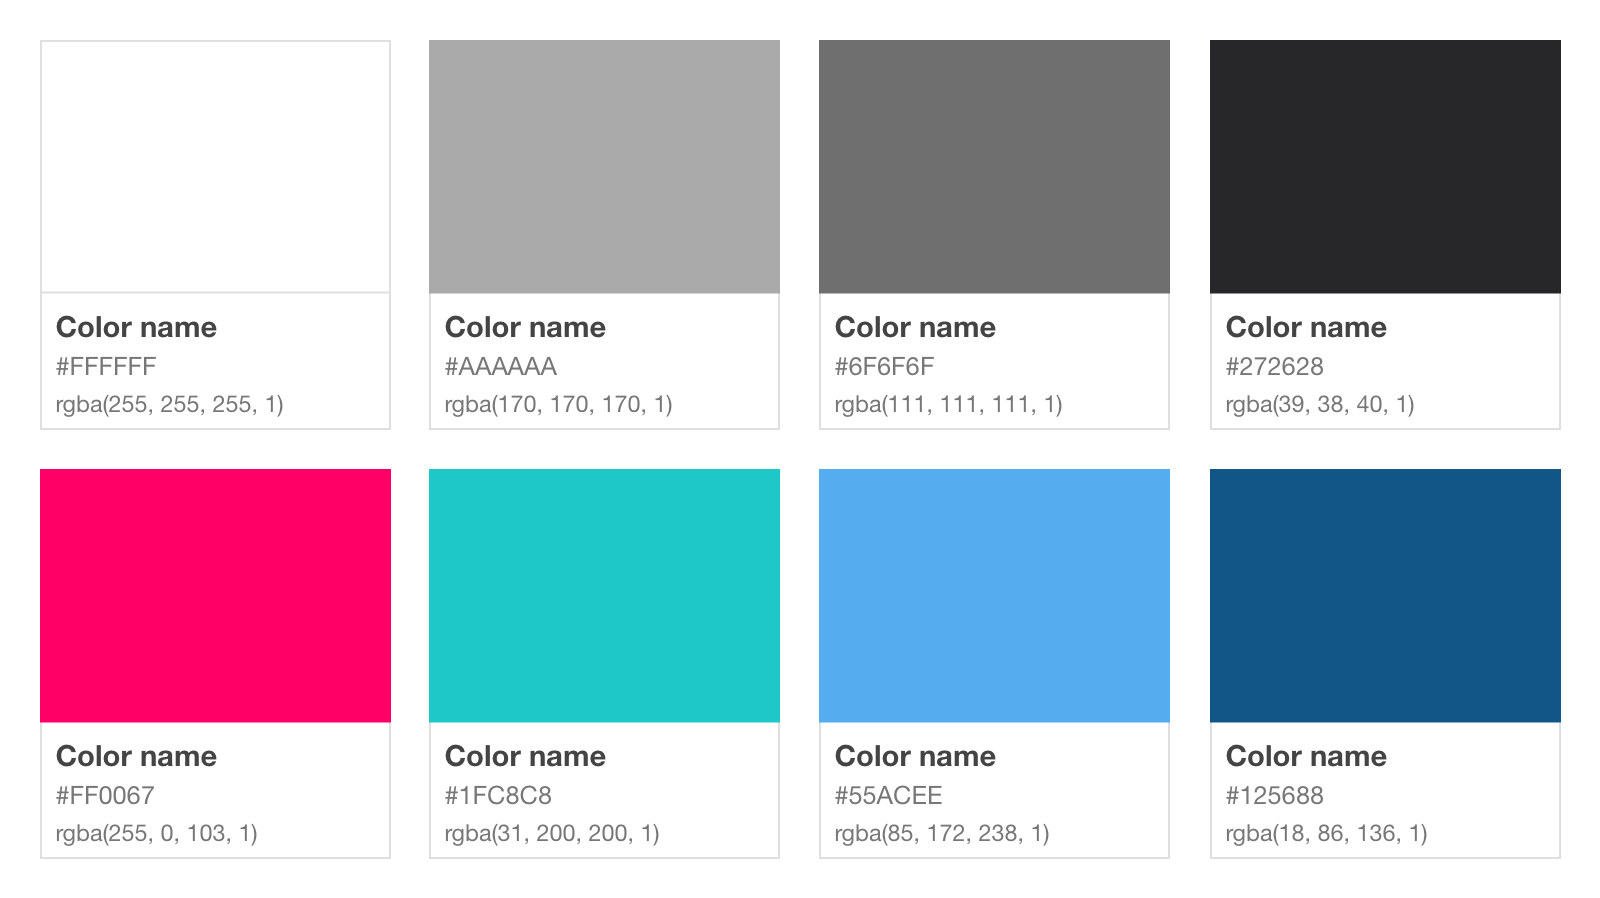 Color name
#FFFFFF
rgba(255, 255, 255, 1)
Color name
#AAAAAA
rgba(170, 170, 170, 1)
Color name
#6F6F6F
rgba(111, 111, 111, 1)
Color name
#272628
rgba(39, 38, 40, 1)
Color name
#FF0067
rgba(255, 0, 103, 1)
Color name
#1FC8C8
rgba(31, 200, 200, 1)
Color name
#55ACEE
rgba(85, 172, 238, 1)
Color name
#125688
rgba(18, 86, 136, 1)